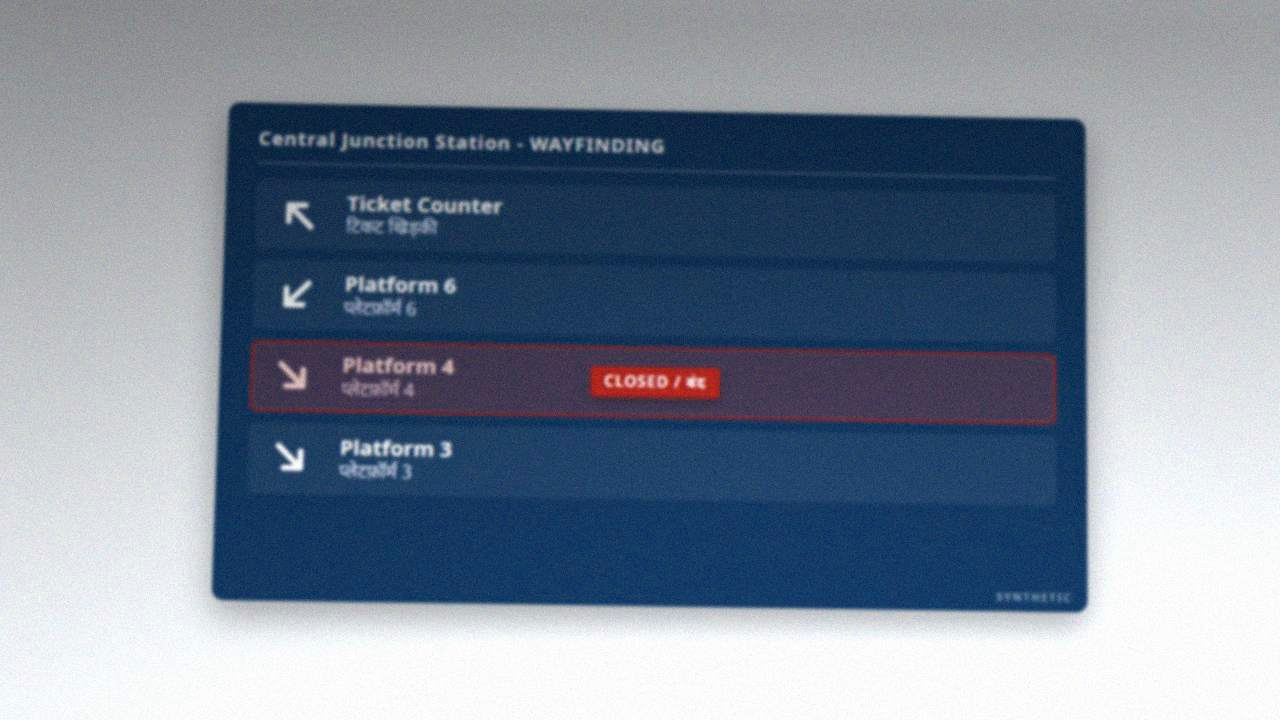 Central Junction Station - WAYFINDING
Ticket Counter
टिकट खिड़की
Platform 6
प्लेटफ़ॉर्म 6
Platform 4
प्लेटफ़ॉर्म 4
CLOSED / बंद
Platform 3
प्लेटफ़ॉर्म 3
SYNTHETIC